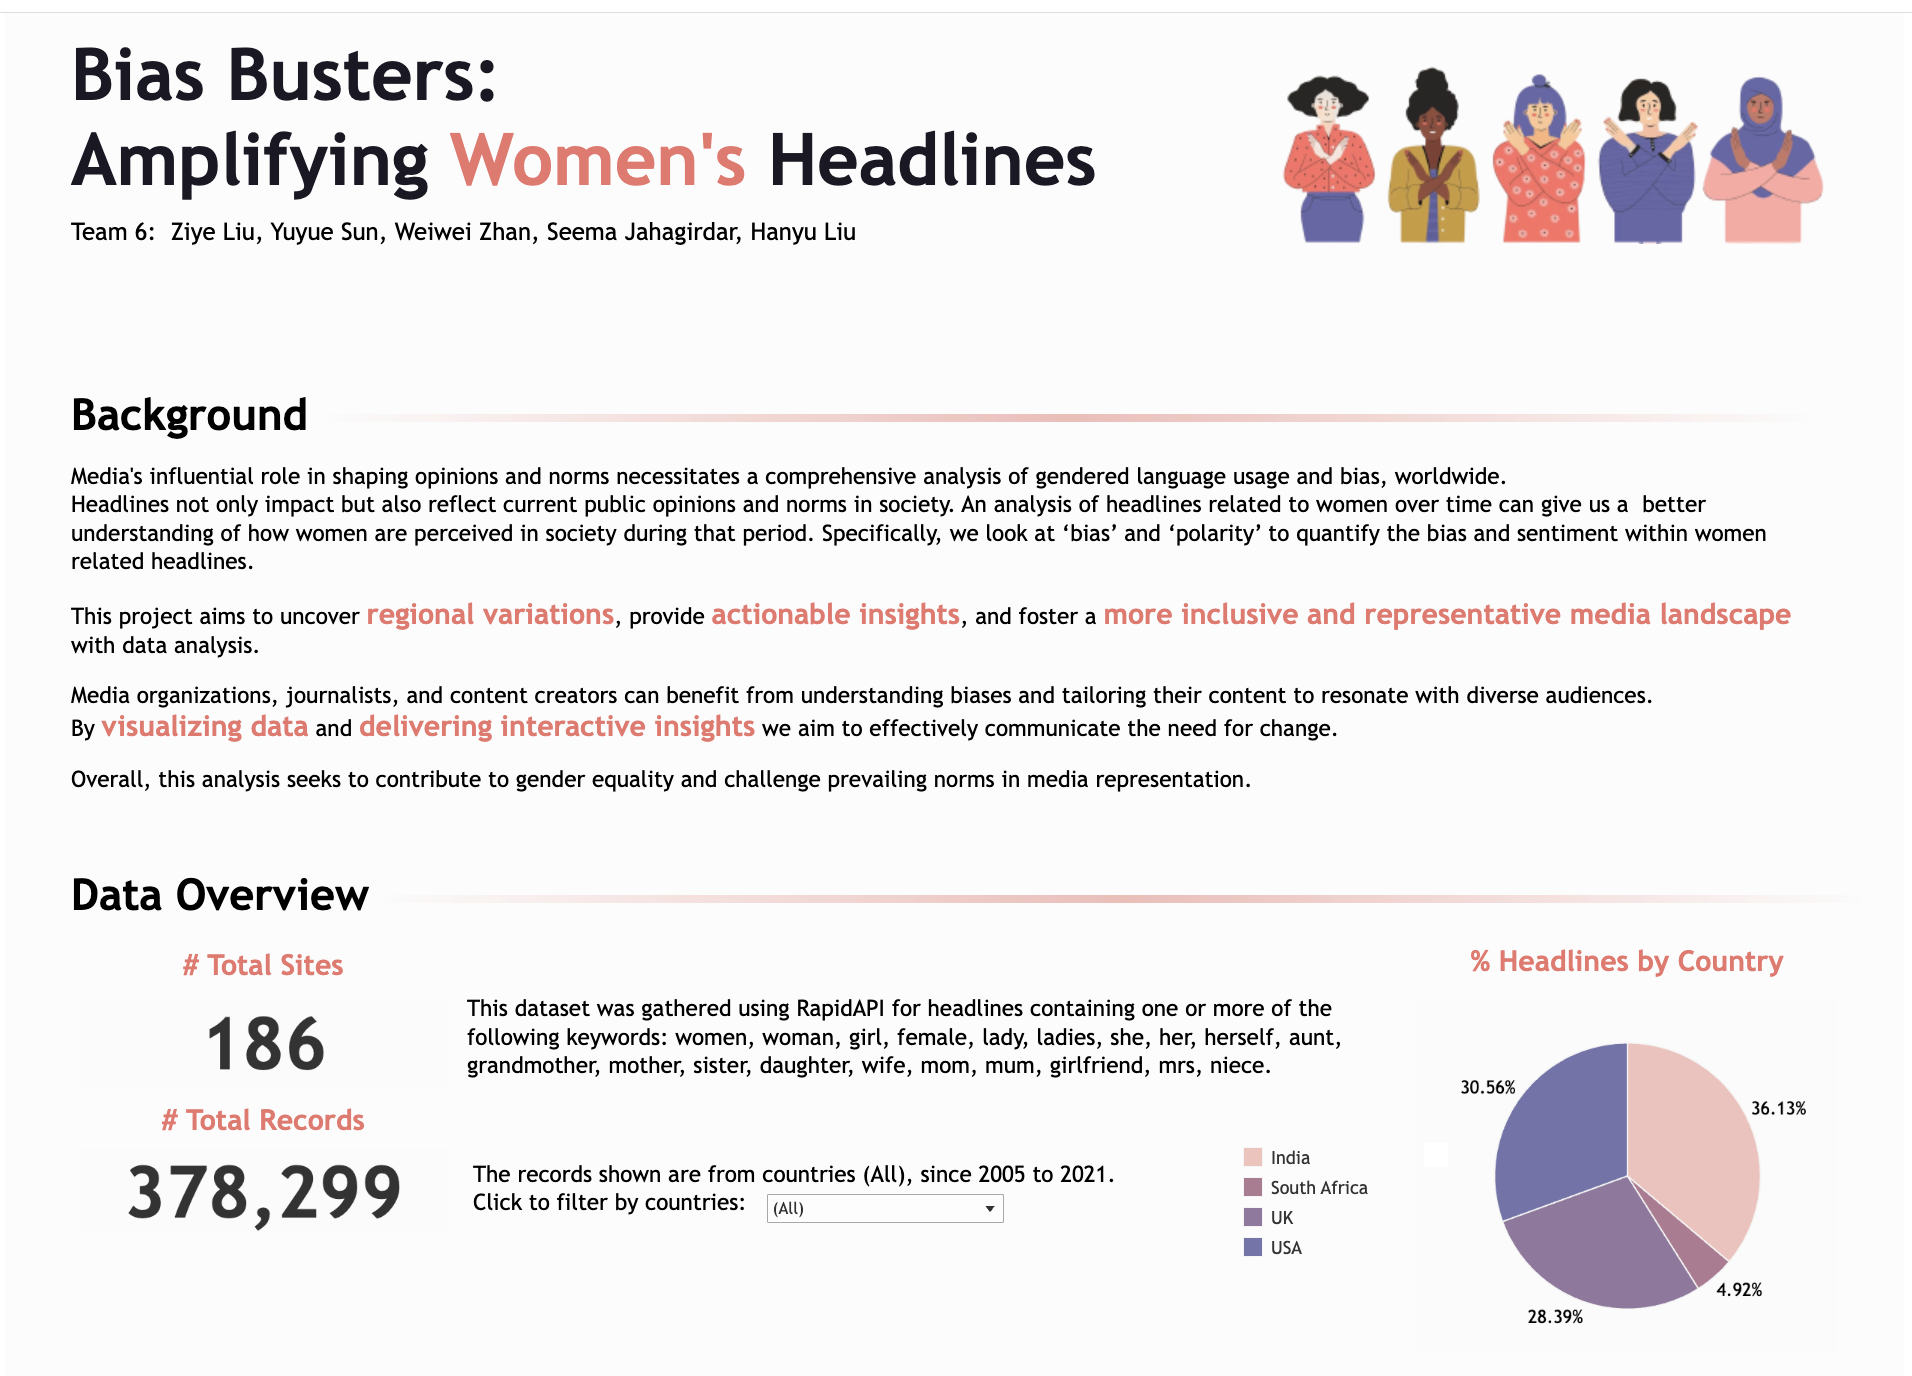 Bias Busters:
Amplifying Women's Headlines
Team 6:  Ziye Liu, Yuyue Sun, Weiwei Zhan, Seema Jahagirdar, Hanyu Liu
Background
Media's influential role in shaping opinions and norms necessitates a comprehensive analysis of gendered language usage and bias, worldwide.
Headlines not only impact but also reflect current public opinions and norms in society. An analysis of headlines related to women over time can give us a  better
understanding of how women are perceived in society during that period. Specifically, we look at ‘bias’ and ‘polarity’ to quantify the bias and sentiment within women
related headlines.
This project aims to uncover regional variations, provide actionable insights, and foster a more inclusive and representative media landscape
with data analysis.
Media organizations, journalists, and content creators can benefit from understanding biases and tailoring their content to resonate with diverse audiences.
By visualizing data and delivering interactive insights we aim to effectively communicate the need for change.
Overall, this analysis seeks to contribute to gender equality and challenge prevailing norms in media representation.
Data Overview
# Total Sites
186
# Total Records
378,299
This dataset was gathered using RapidAPI for headlines containing one or more of the
following keywords: women, woman, girl, female, lady, ladies, she, her, herself, aunt,
grandmother, mother, sister, daughter, wife, mom, mum, girlfriend, mrs, niece.
The records shown are from countries (All), since 2005 to 2021.
Click to filter by countries: (All)
% Headlines by Country
India
South Africa
UK
USA
30.56%
36.13%
4.92%
28.39%